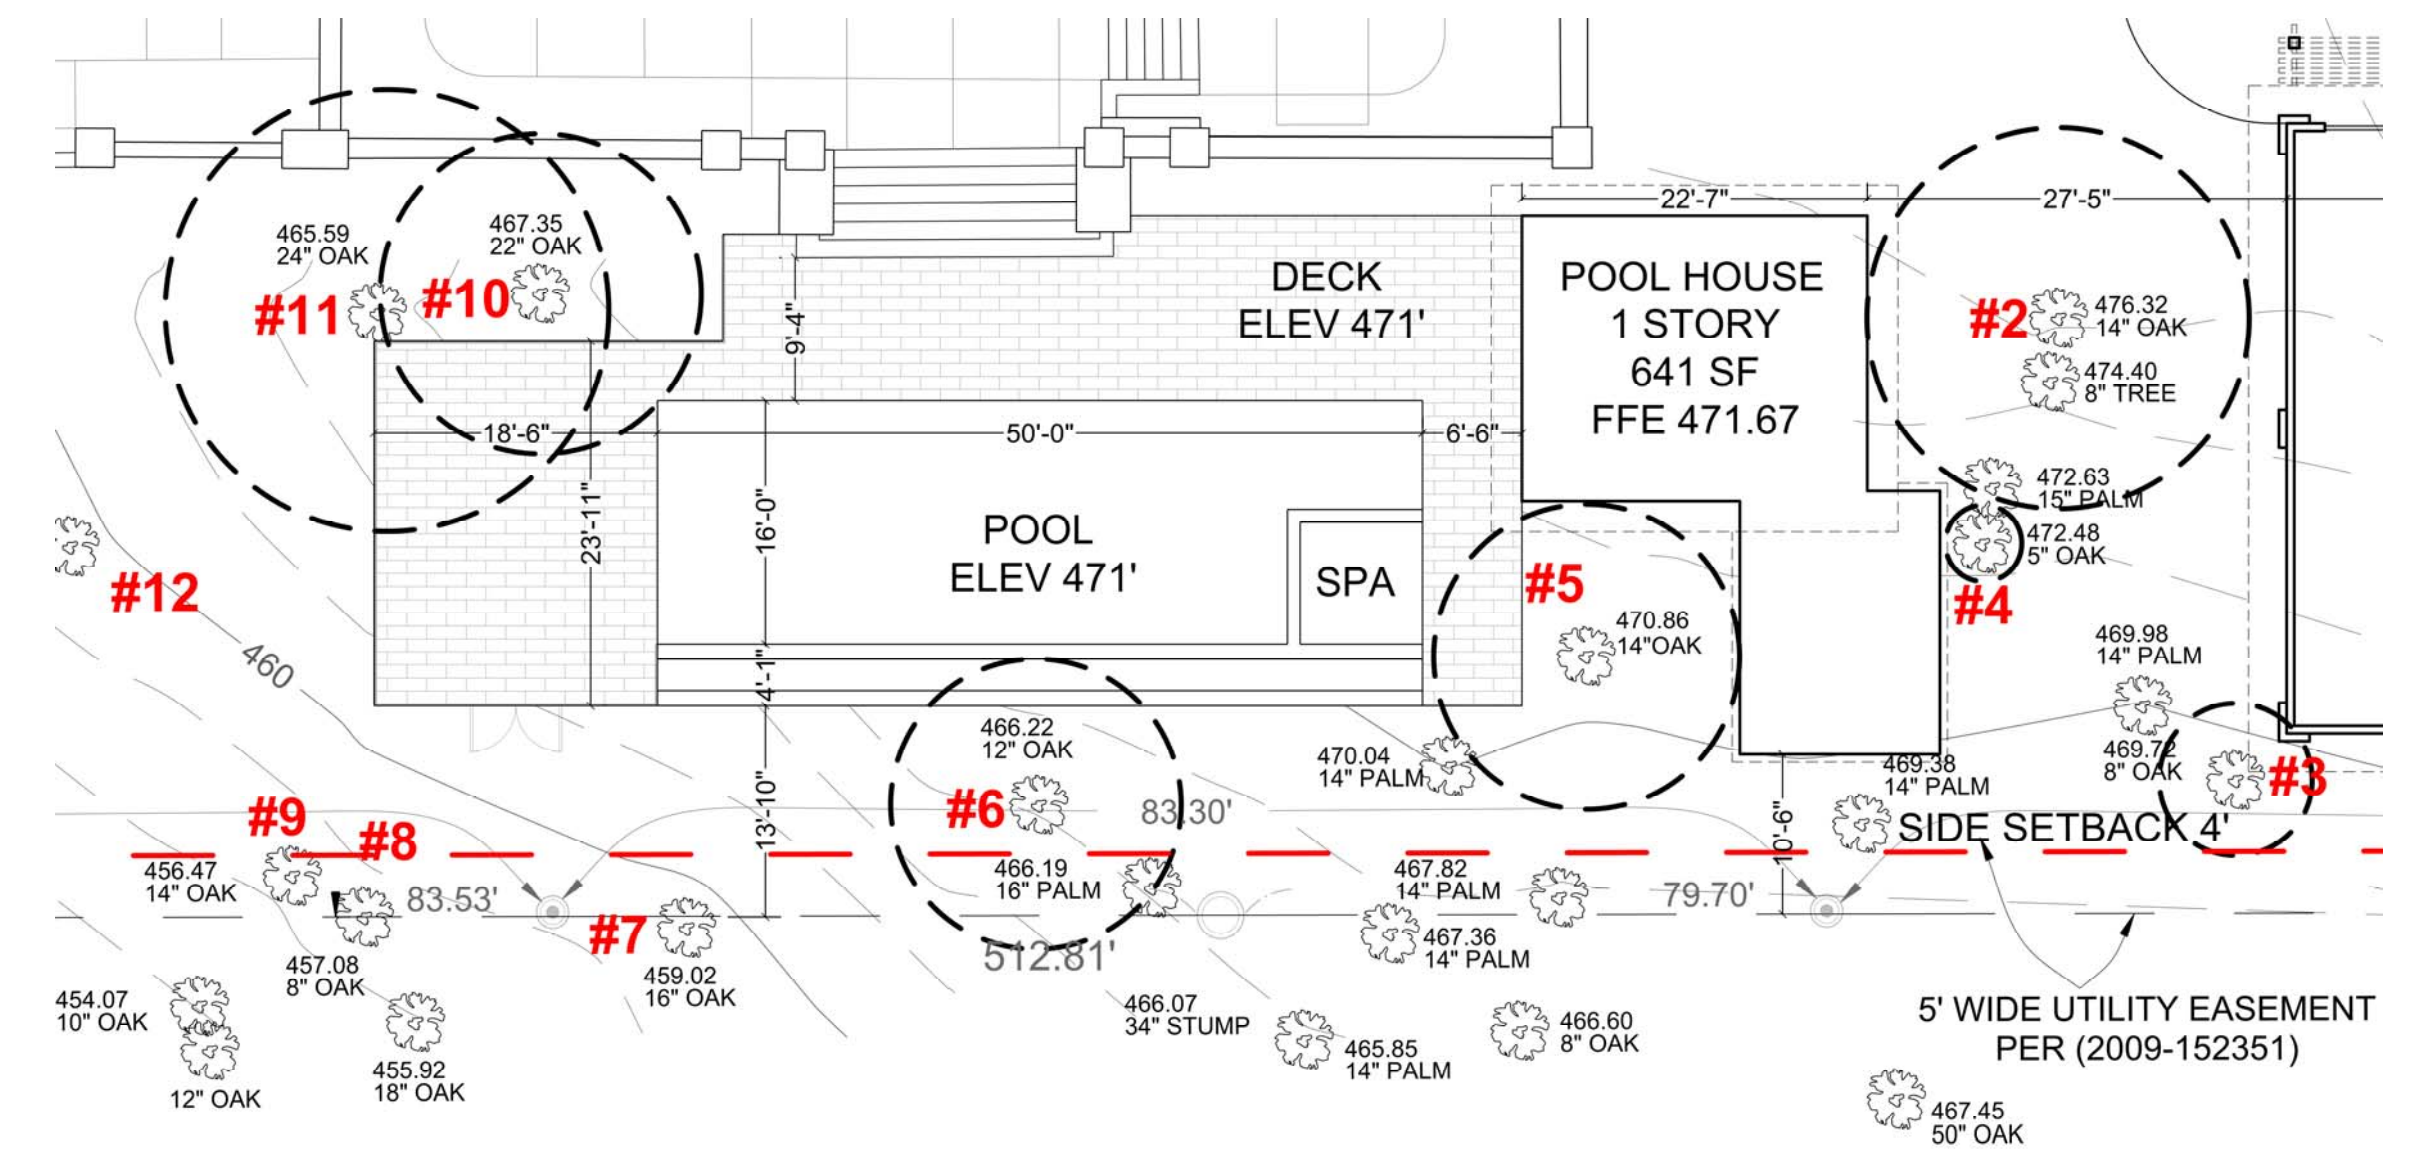 22'-7"
27'-5"
465.59
24" OAK
467.35
22" OAK
#11
#10
9'-4"
DECK
ELEV 471'
POOL HOUSE
1 STORY
641 SF
FFE 471.67
#2
476.32
14" OAK
474.40
8" TREE
18'-6"
50'-0"
6'-6"
23'-11"
16'-0"
POOL
ELEV 471'
SPA
472.63
15" PALM
472.48
5" OAK
#4
#5
470.86
14"OAK
#12
460
4'-1"
469.98
14" PALM
466.22
12" OAK
#6
470.04
14" PALM
469.38
14" PALM
469.72
8" OAK
#3
#9
#8
13'-10"
83.30'
10'-6"
SIDE SETBACK 4'
456.47
14" OAK
83.53'
#7
466.19
16" PALM
467.82
14" PALM
79.70'
457.08
8" OAK
459.02
16" OAK
512.81'
467.36
14" PALM
454.07
10" OAK
466.07
34" STUMP
466.60
8" OAK
5' WIDE UTILITY EASEMENT
PER (2009-152351)
465.85
14" PALM
12" OAK
455.92
18" OAK
467.45
50" OAK